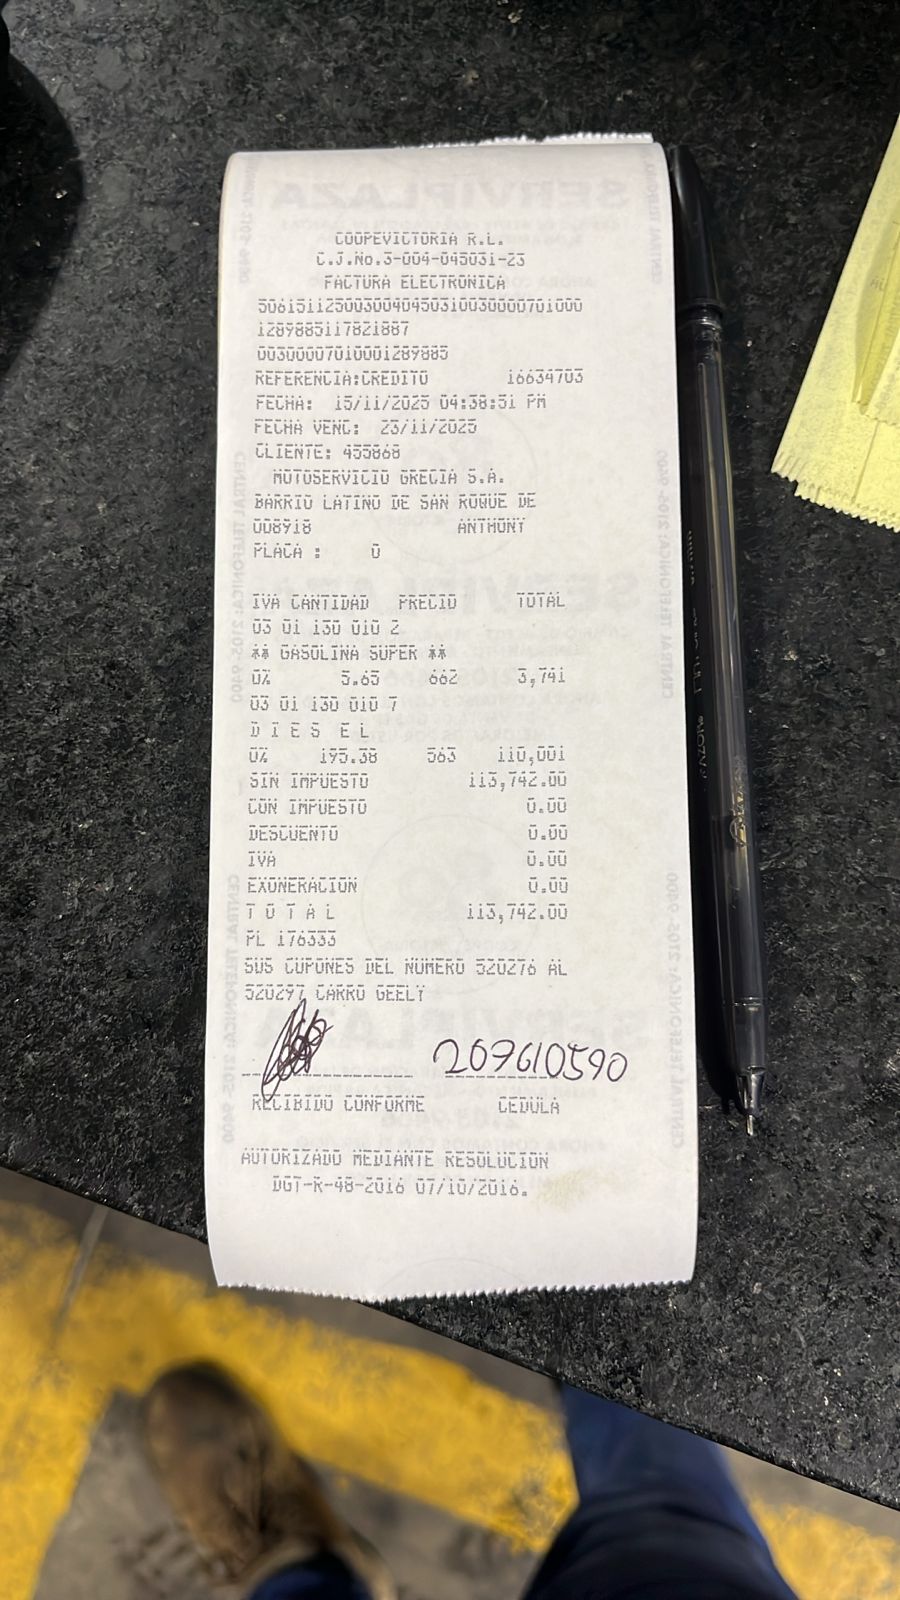 COOPEVICTORIA R.L.
C.J.No.3-004-045031-23
FACTURA ELECTRONICA
50615112500300404503100300000701000
1289885117821887
00300007010001289885
REFERENCIA:CREDITO 16634703
FECHA: 15/11/2025 04:38:31 PM
FECHA VENC: 23/11/2025
CLIENTE: 455868
MOTOSERVICIO GRECIA S.A.
BARRIO LATINO DE SAN ROQUE DE
008918 ANTHONY
PLACA : 0
IVA CANTIDAD PRECIO TOTAL
03 01 130 010 2
** GASOLINA SUPER **
0% 5.65 662 3,741
03 01 130 010 7
D I E S E L
0% 195.38 563 110,001
SIN IMPUESTO 113,742.00
CON IMPUESTO 0.00
DESCUENTO 0.00
IVA 0.00
EXONERACION 0.00
T O T A L 113,742.00
PL 176333
SUS CUPONES DEL NUMERO 520276 AL
520297 CARRO GEELY
207610590
RECIBIDO CONFORME CEDULA
AUTORIZADO MEDIANTE RESOLUCION
DGT-R-48-2016 07/10/2016.